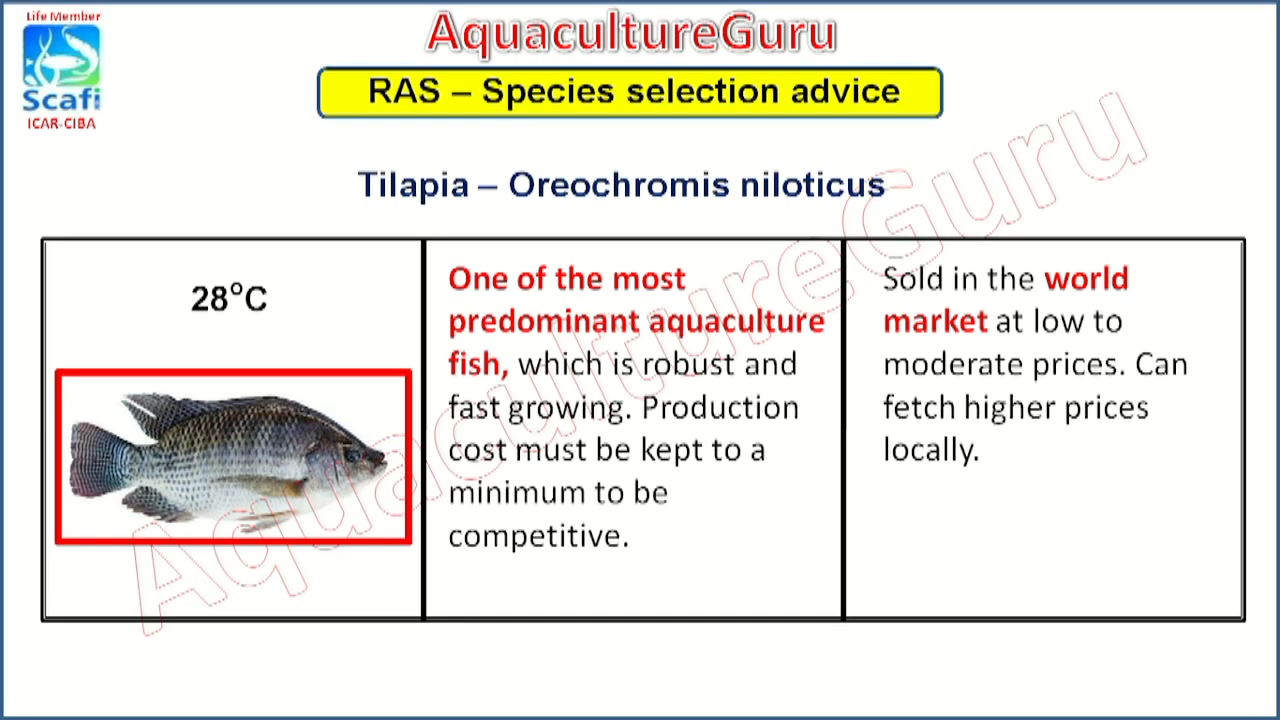 Life Member
Scafi
ICAR-CIBA
AquacultureGuru
RAS – Species selection advice
Tilapia – Oreochromis niloticus
28°C
One of the most
predominant aquaculture
fish, which is robust and
fast growing. Production
cost must be kept to a
minimum to be
competitive.
Sold in the world
market at low to
moderate prices. Can
fetch higher prices
locally.
AquacultureGuru